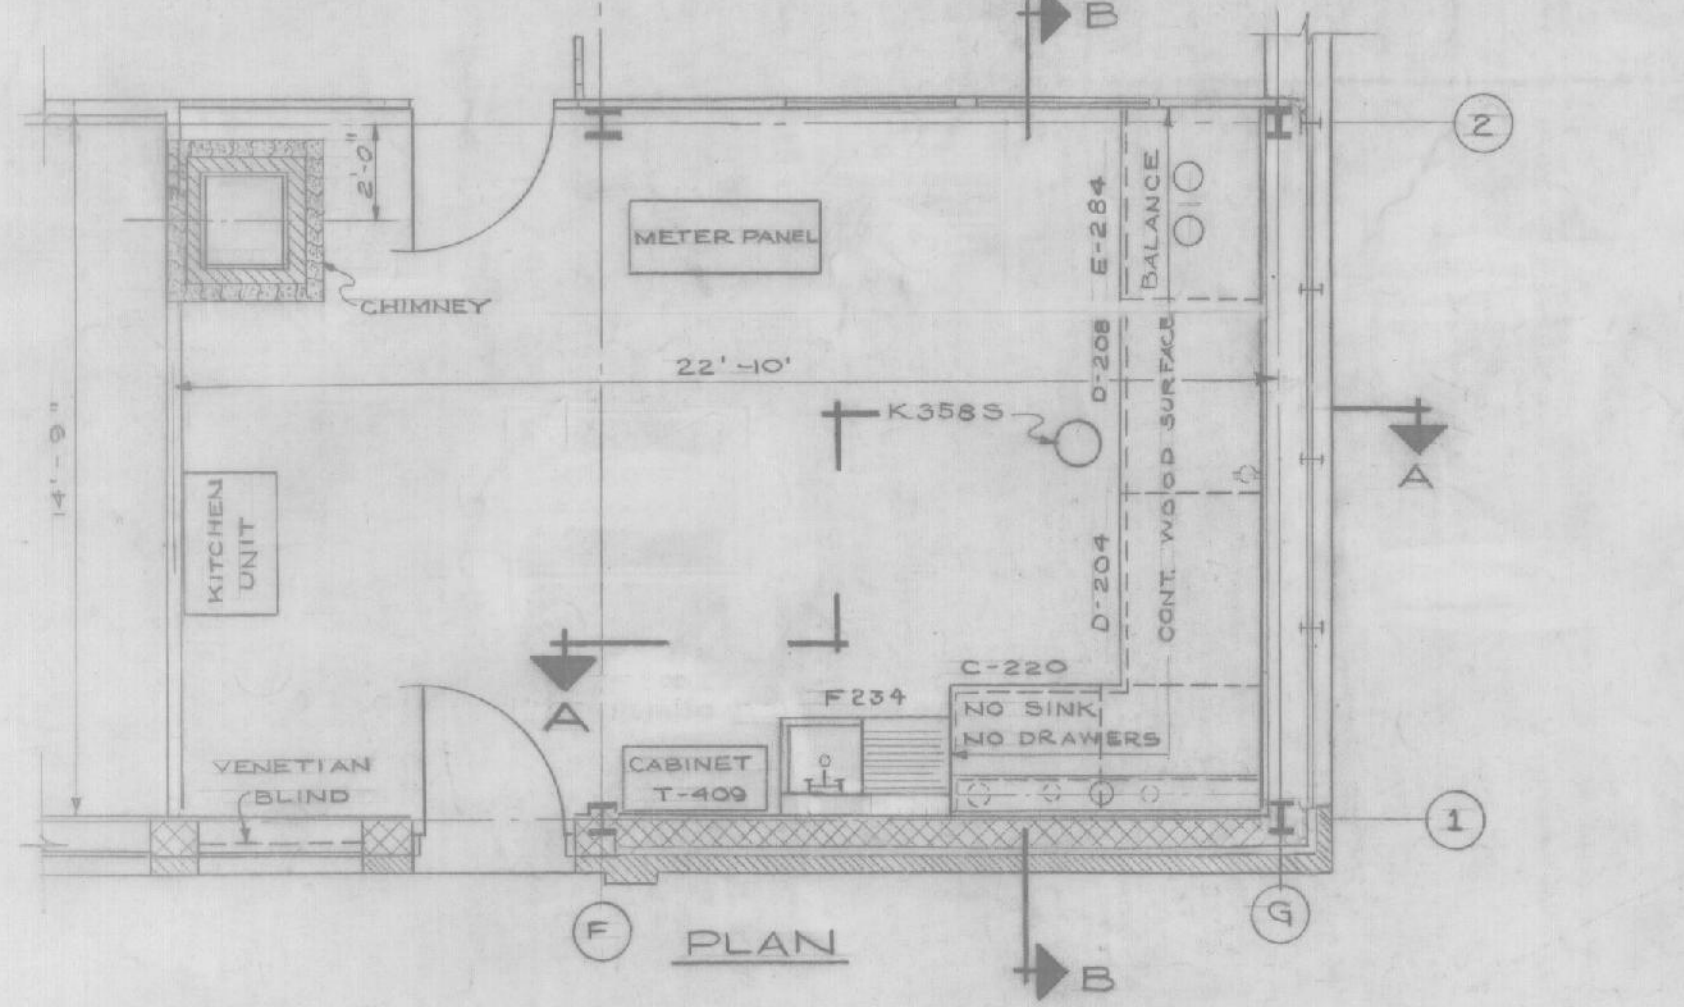 B
2
2'-0"
E-284
BALANCE
METER PANEL
CHIMNEY
D-208
22'-10'
K358S
CONT. WOOD SURFACE
A
14'-9"
KITCHEN
UNIT
D-204
C-220
F234
A
NO SINK
NO DRAWERS
VENETIAN
BLIND
CABINET
T-409
1
F
G
PLAN
B